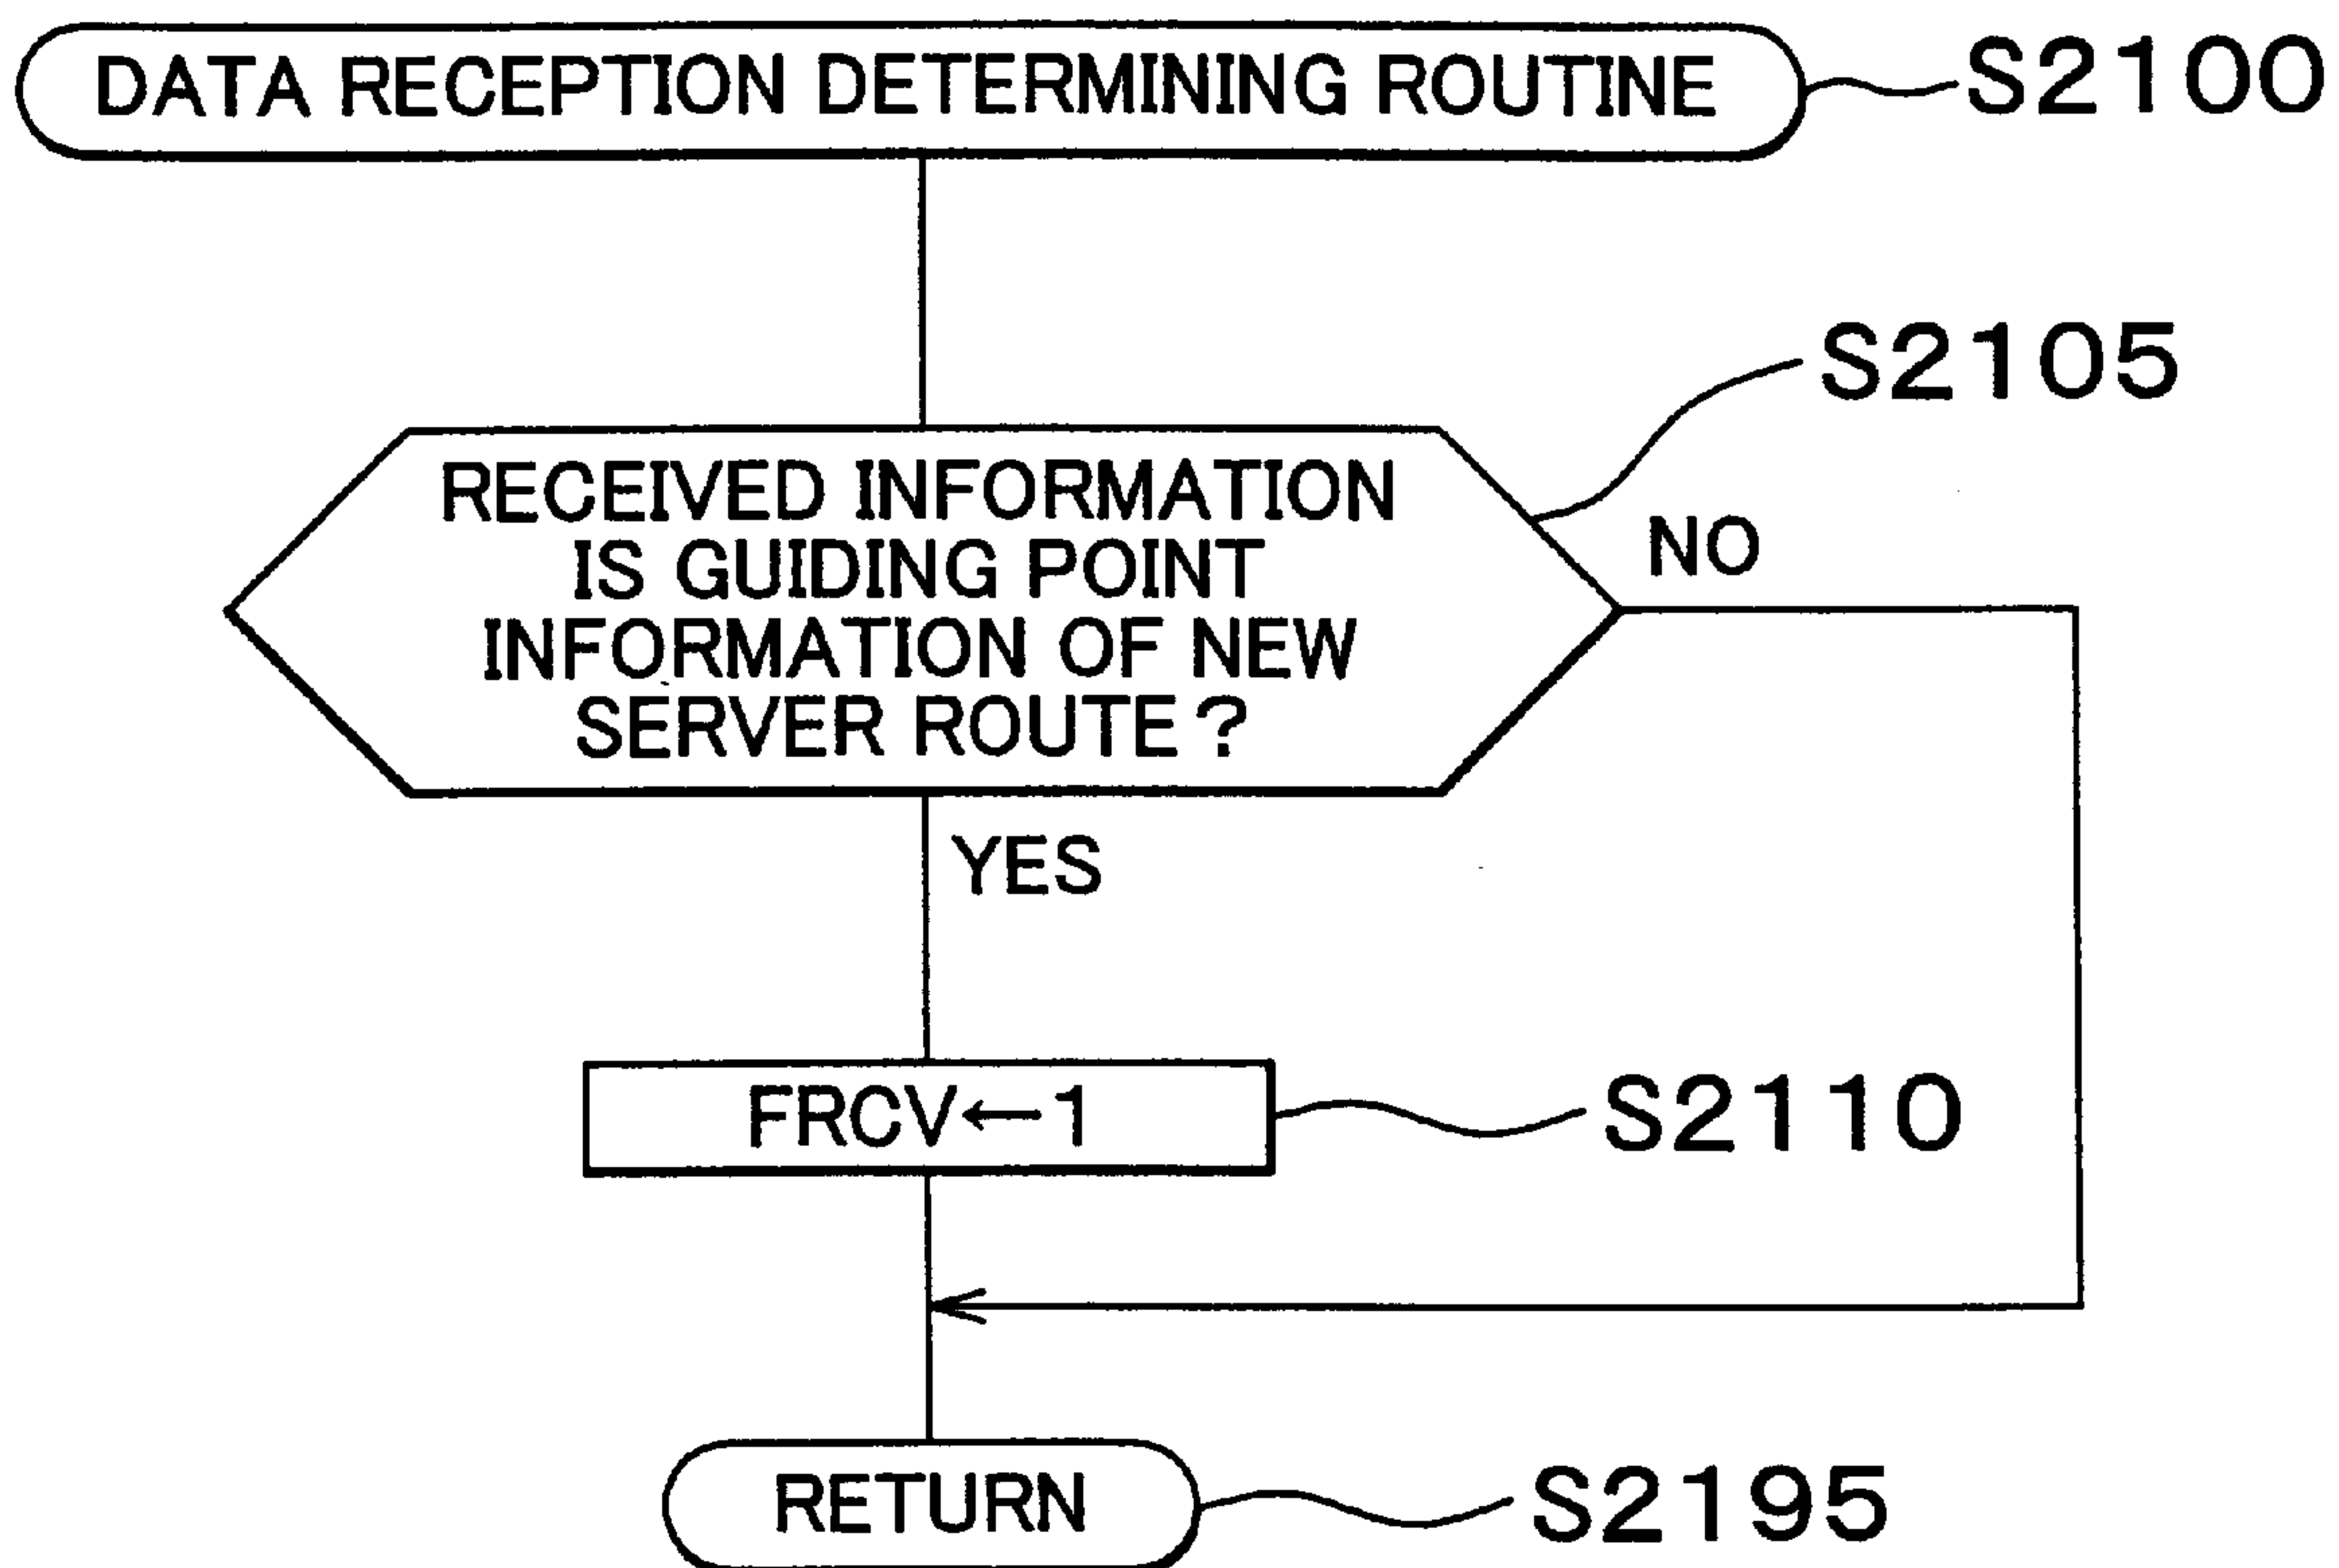 DATA RECEPTION DETERMINING ROUTINE
S2100
S2105
RECEIVED INFORMATION
IS GUIDING POINT
INFORMATION OF NEW
SERVER ROUTE ?
NO
YES
FRCV←1
S2110
RETURN
S2195